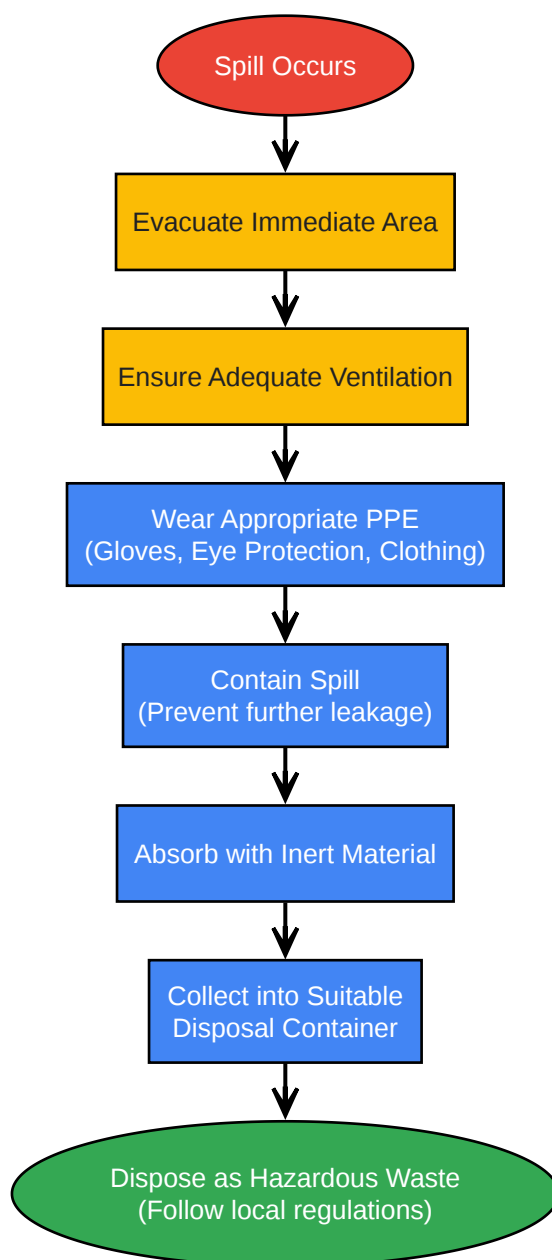 Spill Occurs
Evacuate Immediate Area
Ensure Adequate Ventilation
Wear Appropriate PPE
(Gloves, Eye Protection, Clothing)
Contain Spill
(Prevent further leakage)
Absorb with Inert Material
Collect into Suitable
Disposal Container
Dispose as Hazardous Waste
(Follow local regulations)